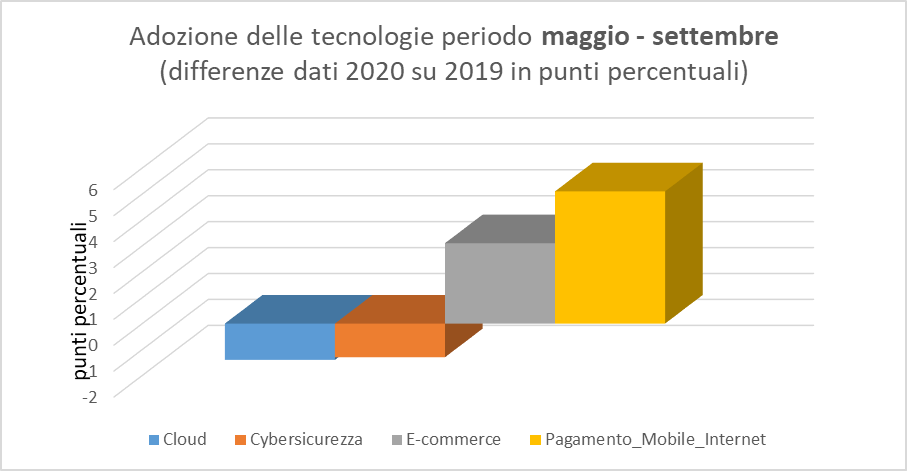 Adozione delle tecnologie periodo maggio - settembre
(differenze dati 2020 su 2019 in punti percentuali)
punti percentuali
6
5
4
3
2
1
0
-1
-2
Cloud
Cybersicurezza
E-commerce
Pagamento_Mobile_Internet